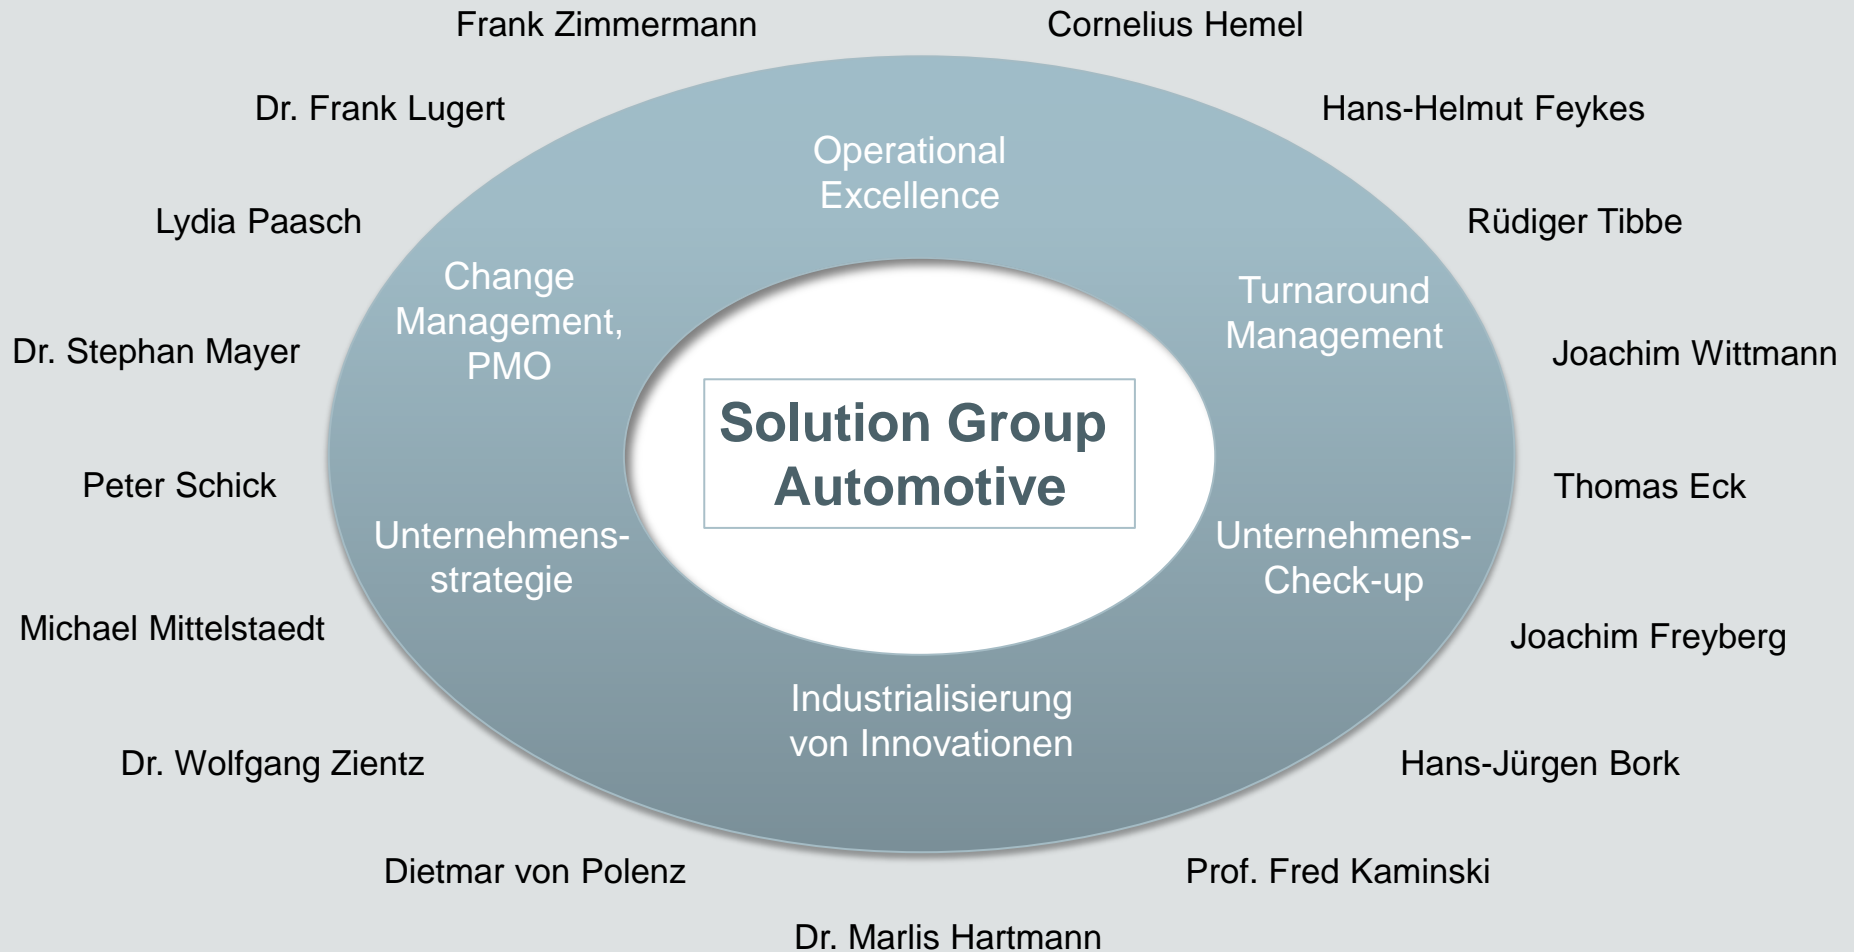 Frank Zimmermann
Cornelius Hemel
Dr. Frank Lugert
Hans-Helmut Feykes
Operational
Excellence
Lydia Paasch
Rüdiger Tibbe
Change
Management,
PMO
Turnaround
Management
Dr. Stephan Mayer
Joachim Wittmann
Solution Group
Automotive
Peter Schick
Thomas Eck
Unternehmens-
strategie
Unternehmens-
Check-up
Michael Mittelstaedt
Joachim Freyberg
Industrialisierung
von Innovationen
Dr. Wolfgang Zientz
Hans-Jürgen Bork
Dietmar von Polenz
Prof. Fred Kaminski
Dr. Marlis Hartmann